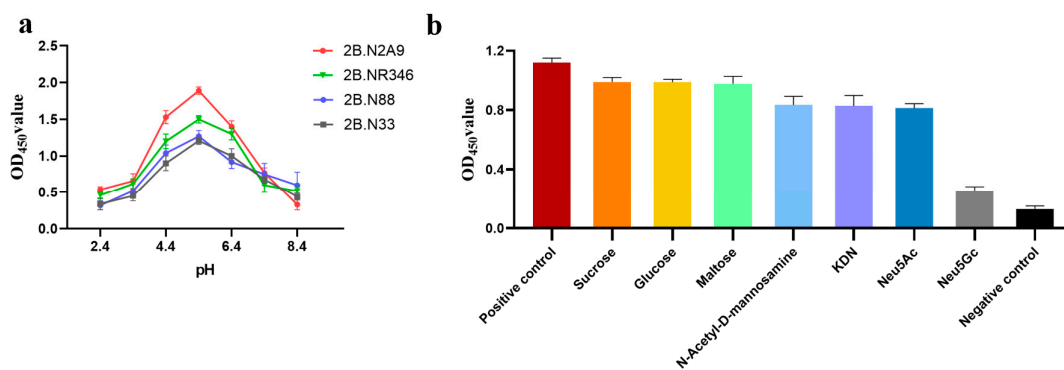 a
2B.N2A9
2B.NR346
2B.N88
2B.N33
OD450value
2.5
2.0
1.5
1.0
0.5
0.0
2.4 4.4 6.4 8.4
pH
b
OD450value
1.2
0.8
0.4
0.0
Positive control
Sucrose
Glucose
Maltose
N-Acetyl-D-mannosamine
KDN
Neu5Ac
Neu5Gc
Negative control